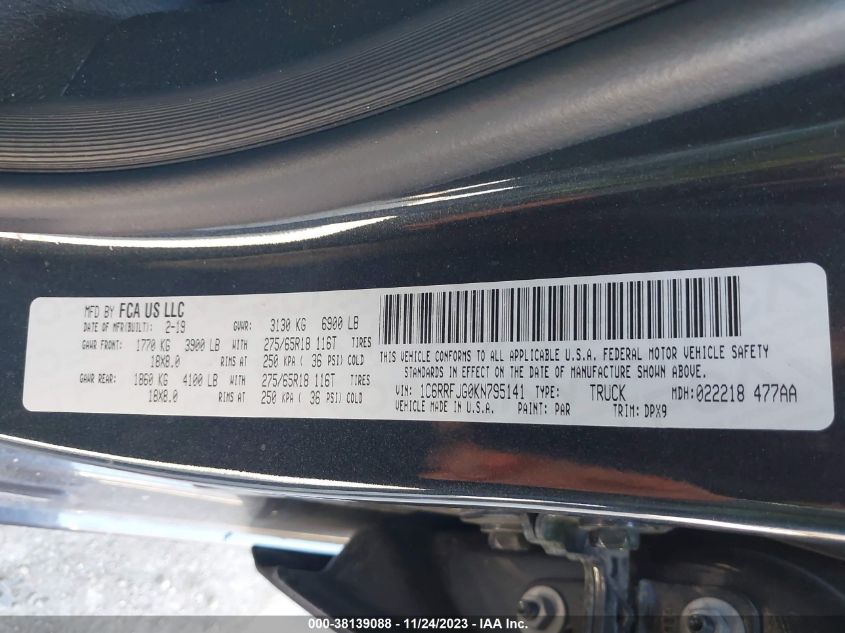 MFD BY FCA US LLC
DATE OF MFR(BUILT): 2-19 GVWR: 3130 KG 6900 LB
GAWR FRONT: 1770 KG 3900 LB WITH 275/65R18 116T TIRES
18X8.0 RIMS AT 250 KPA ( 36 PSI) COLD
GAWR REAR: 1860 KG 4100 LB WITH 275/65R18 116T TIRES
18X8.0 RIMS AT 250 KPA ( 36 PSI) COLD
THIS VEHICLE CONFORMS TO ALL APPLICABLE U.S.A. FEDERAL MOTOR VEHICLE SAFETY
STANDARDS IN EFFECT ON THE DATE OF MANUFACTURE SHOWN ABOVE.
VIN: 1C6RRFJG0KN795141 TYPE: TRUCK MDH:022218 477AA
VEHICLE MADE IN U.S.A. PAINT: PAR TRIM: DPX9
000-38139088 - 11/24/2023 - IAA Inc.